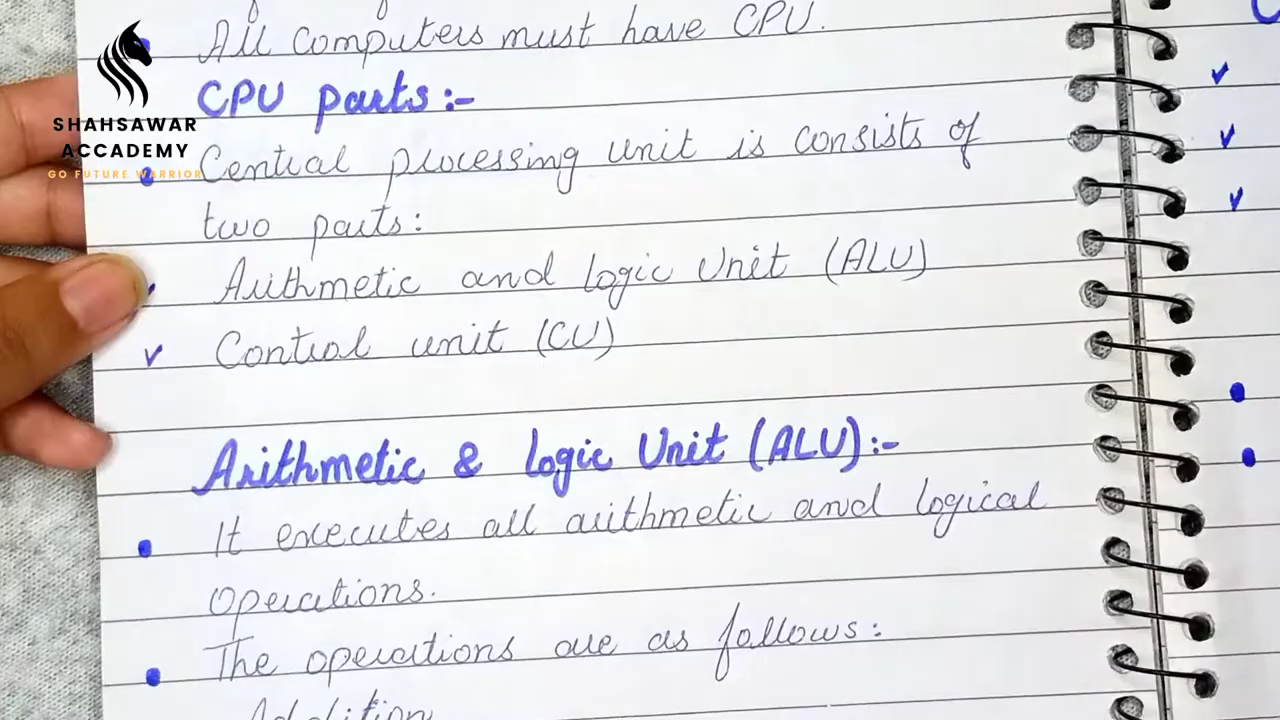 All computers must have CPU.
SHAHSAWAR
ACCADEMY
GO FUTURE WARRIOR
CPU parts:-
Central processing unit is consists of
two parts:
Arithmetic and logic Unit (ALU)
Control unit (CU)
Arithmetic & Logic Unit (ALU):-
It executes all arithmetic and logical
operations.
The operations are as follows:
Addition